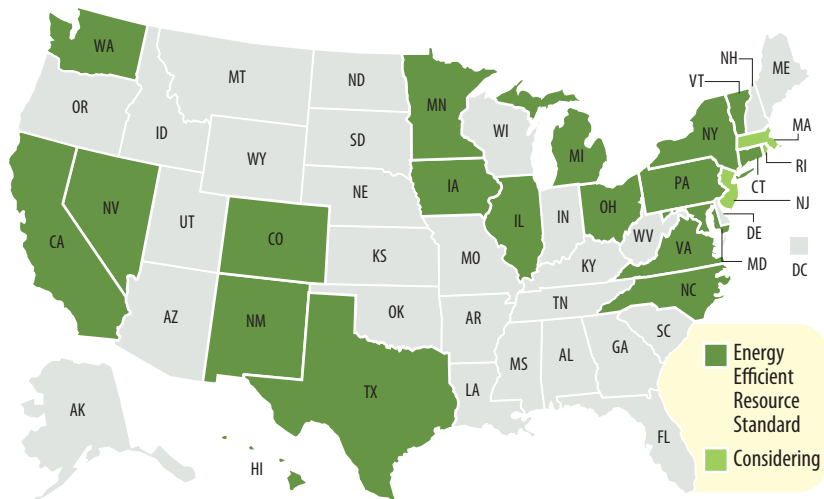 WA
MT
ND
MN
OR
ID
WY
SD
WI
MI
NH
ME
VT
NY
MA
RI
CT
NJ
PA
DE
MD
DC
NV
CA
UT
CO
NE
IA
IL
IN
OH
WV
VA
KS
MO
KY
NC
AZ
NM
OK
AR
TN
SC
TX
LA
MS
AL
GA
FL
AK
HI
Energy
Efficient
Resource
Standard
Considering